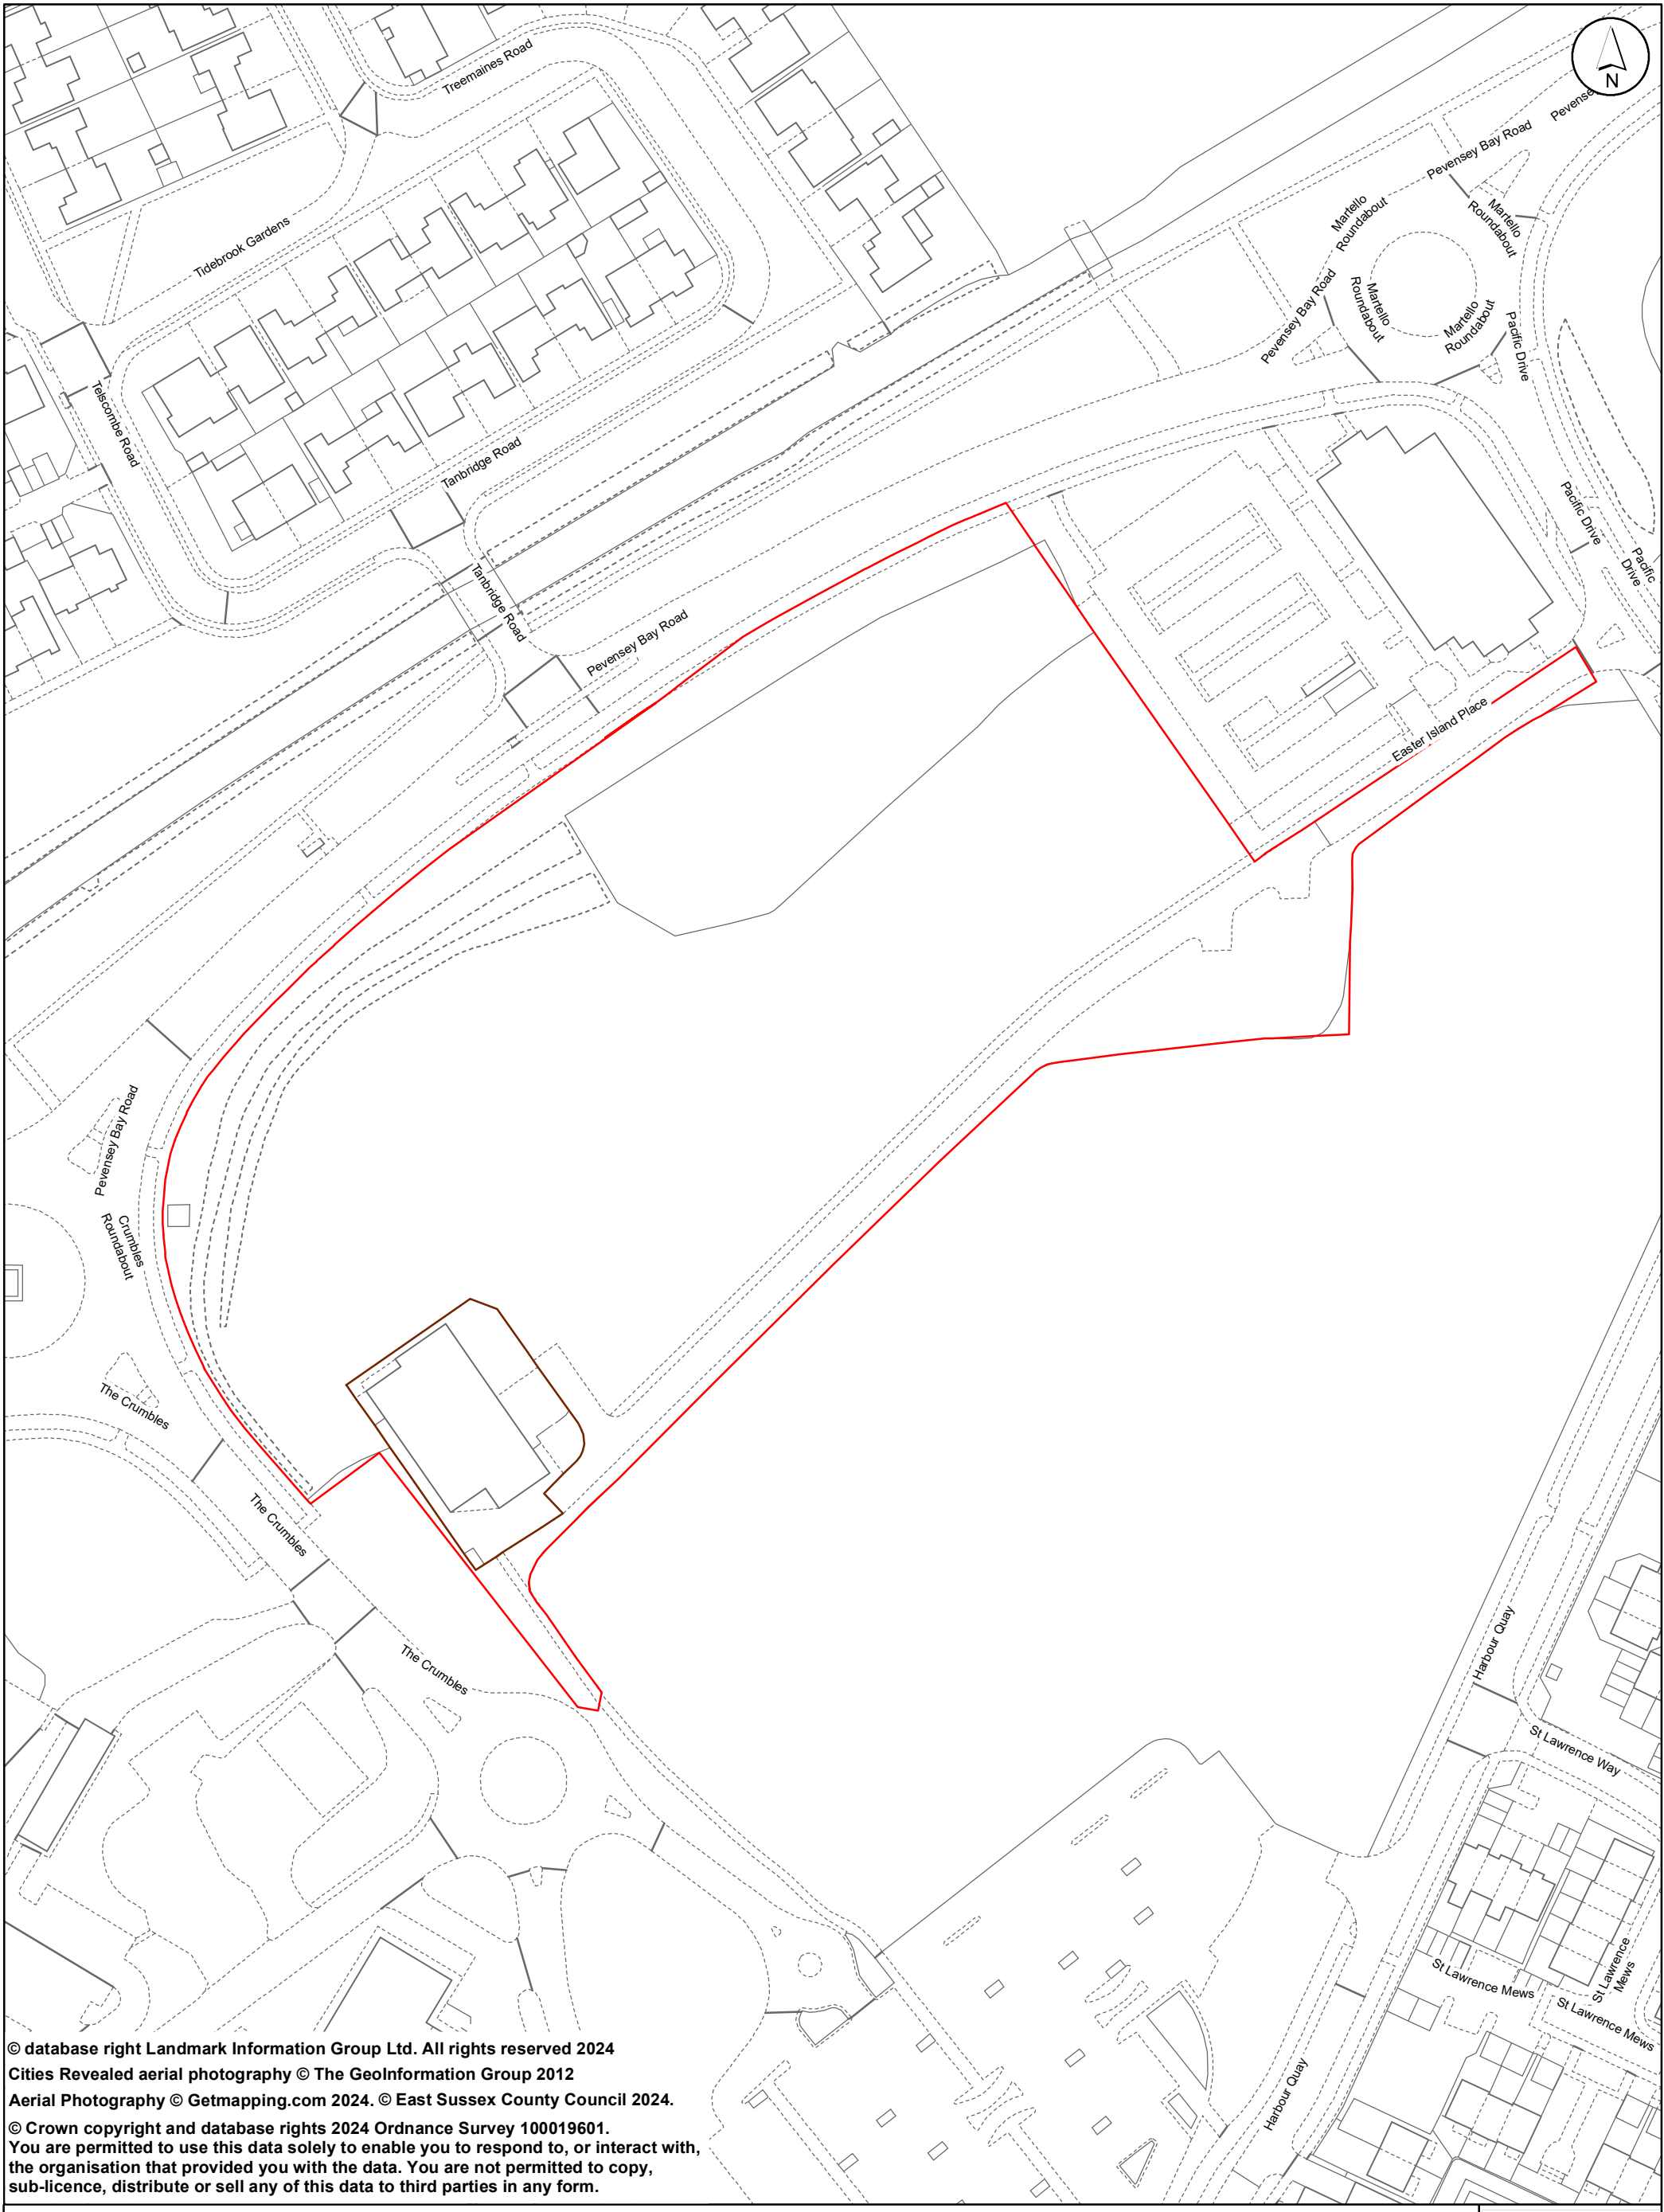 Treemaines Road
N
Pevensey Bay Road
Martello
Roundabout
Martello
Roundabout
Tidebrook Gardens
Pevensey Bay Road
Martello
Roundabout
Martello
Roundabout
Pacific Drive
Telscombe Road
Tanbridge Road
Pacific Drive
Pacific
Drive
Tanbridge Road
Pevensey Bay Road
Easter Island Place
Pevensey Bay Road
Crumbles
Roundabout
The Crumbles
The Crumbles
The Crumbles
Harbour Quay
St Lawrence Way
St Lawrence Mews
St Lawrence
Mews
St Lawrence Mews
Harbour Quay
© database right Landmark Information Group Ltd. All rights reserved 2024
Cities Revealed aerial photography © The GeoInformation Group 2012
Aerial Photography © Getmapping.com 2024. © East Sussex County Council 2024.
© Crown copyright and database rights 2024 Ordnance Survey 100019601.
You are permitted to use this data solely to enable you to respond to, or interact with,
the organisation that provided you with the data. You are not permitted to copy,
sub-licence, distribute or sell any of this data to third parties in any form.